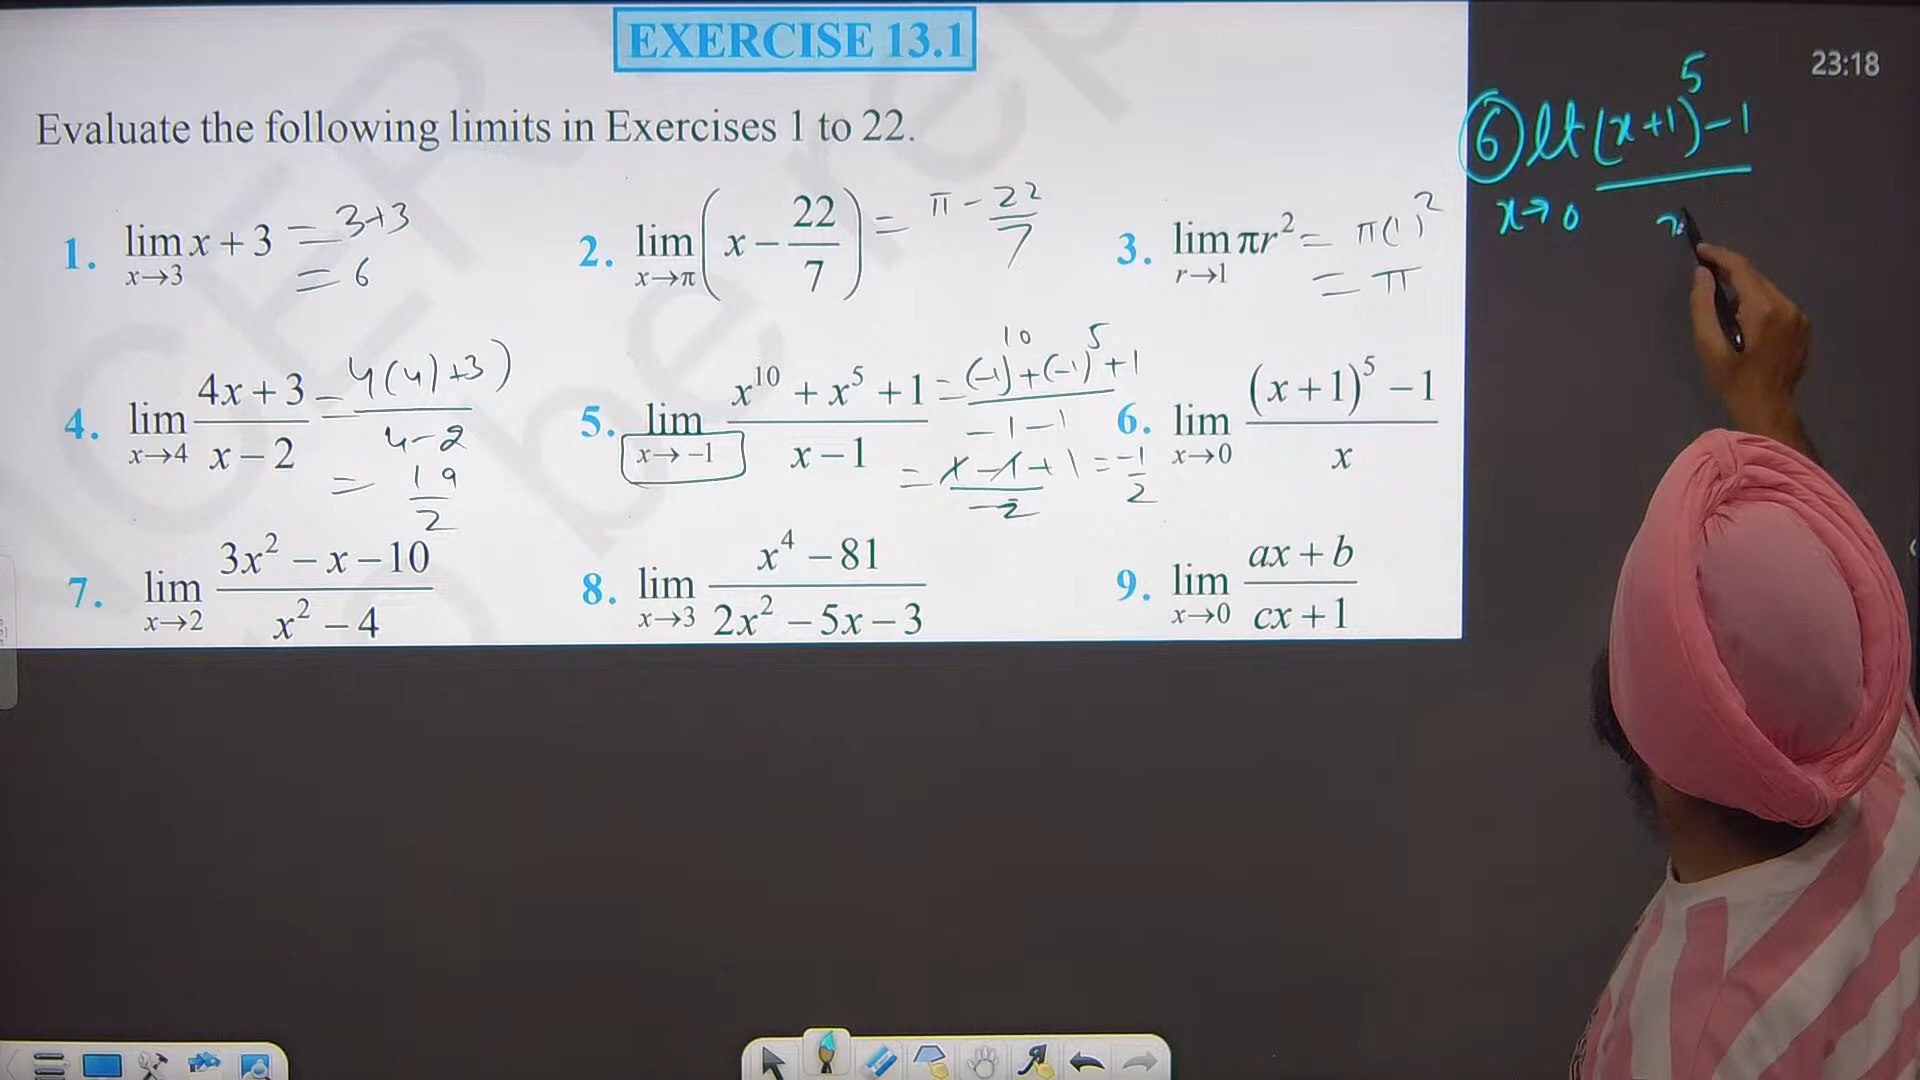 EXERCISE 13.1
23:18
Evaluate the following limits in Exercises 1 to 22.
1. lim x→3 x + 3 = 3+3
= 6
2. lim x→π (x − 22/7) = π − 22/7
3. lim r→1 πr² = π(1)²
= π
4. lim x→4 (4x + 3)/(x − 2) = 4(4)+3)/(4−2)
= 19/2
5. lim x→ −1 (x¹⁰ + x⁵ + 1)/(x − 1) = ((-1)¹⁰+(-1)⁵+1)/(-1-1)
= (1-1+1)/-2 = -1/2
6. lim x→0 ((x + 1)⁵ − 1)/x
7. lim x→2 (3x² − x − 10)/(x² − 4)
8. lim x→3 (x⁴ − 81)/(2x² − 5x − 3)
9. lim x→0 (ax + b)/(cx + 1)
6 lt x→0 ((x+1)⁵-1)/x